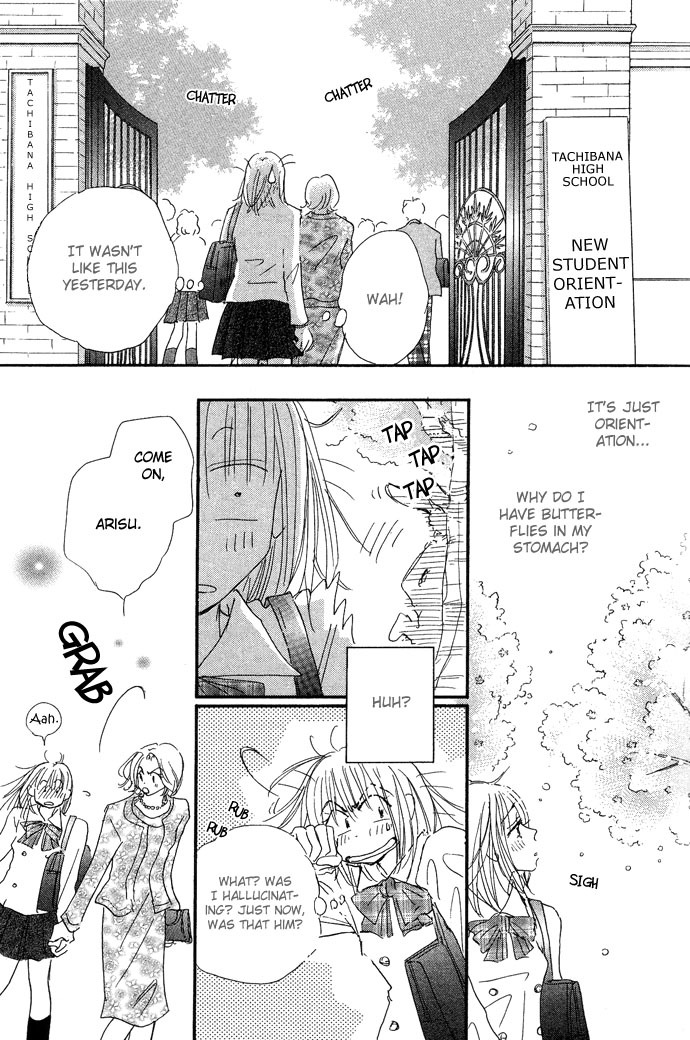 TACHIBANA
HIGH
SCHOOL
NEW
STUDENT
ORIENT-
ATION
CHATTER
CHATTER
TACHIBANA HIGH SC
WAH!
IT WASN'T
LIKE THIS
YESTERDAY.
IT'S JUST
ORIENT-
ATION...
WHY DO I
HAVE BUTTER-
FLIES IN MY
STOMACH?
SIGH
TAP
TAP
TAP
HUH?
RUB
RUB
WHAT? WAS
I HALLUCINAT-
ING? JUST NOW,
WAS THAT HIM?
COME
ON,
ARISU.
GRAB
Aah.